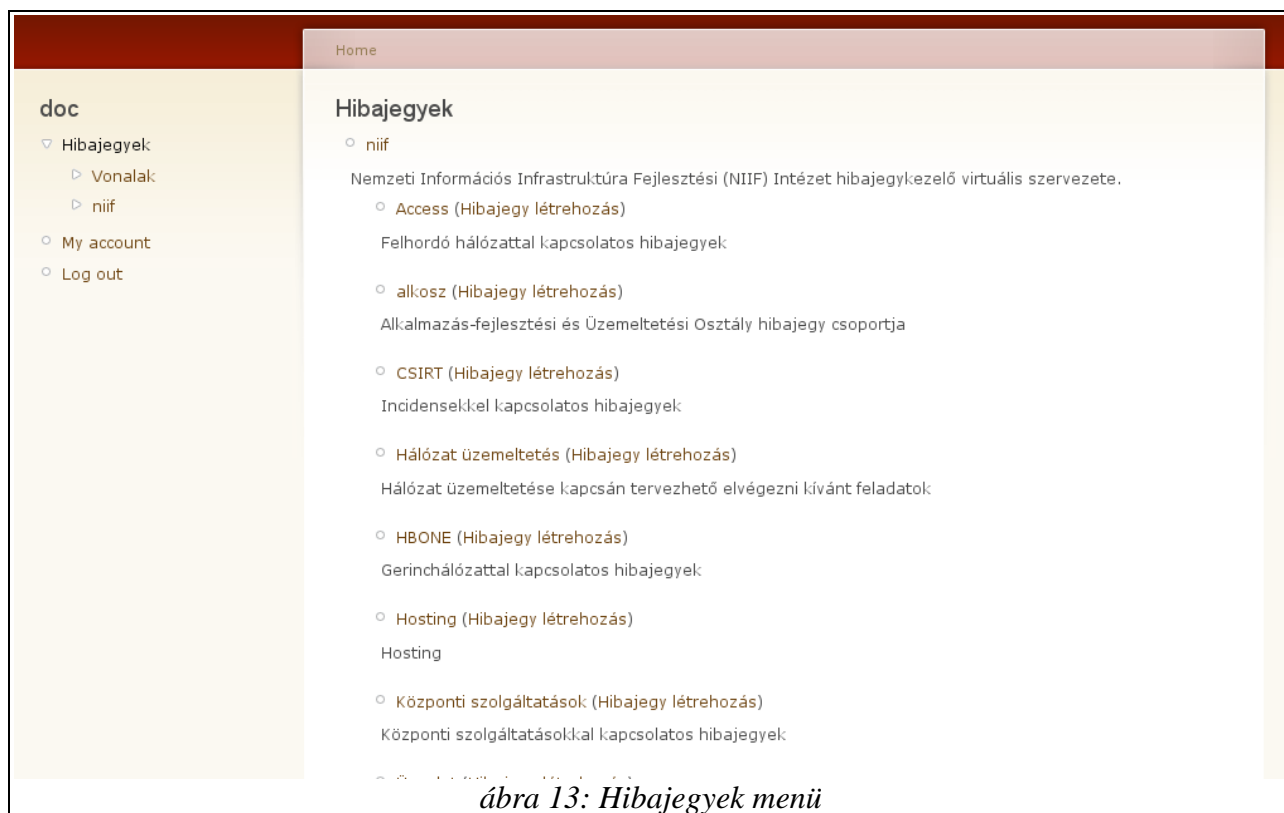 Home
doc
Hibajegyek
Vonalak
niif
My account
Log out
Hibajegyek
niif
Nemzeti Információs Infrastruktúra Fejlesztési (NIIF) Intézet hibajegykezelő virtuális szervezete.
Access (Hibajegy létrehozás)
Felhordó hálózattal kapcsolatos hibajegyek
alkosz (Hibajegy létrehozás)
Alkalmazás-fejlesztési és Üzemeltetési Osztály hibajegy csoportja
CSIRT (Hibajegy létrehozás)
Incidensekkel kapcsolatos hibajegyek
Hálózat üzemeltetés (Hibajegy létrehozás)
Hálózat üzemeltetése kapcsán tervezhető elvégezni kívánt feladatok
HBONE (Hibajegy létrehozás)
Gerinchálózattal kapcsolatos hibajegyek
Hosting (Hibajegy létrehozás)
Hosting
Központi szolgáltatások (Hibajegy létrehozás)
Központi szolgáltatásokkal kapcsolatos hibajegyek
ábra 13: Hibajegyek menü